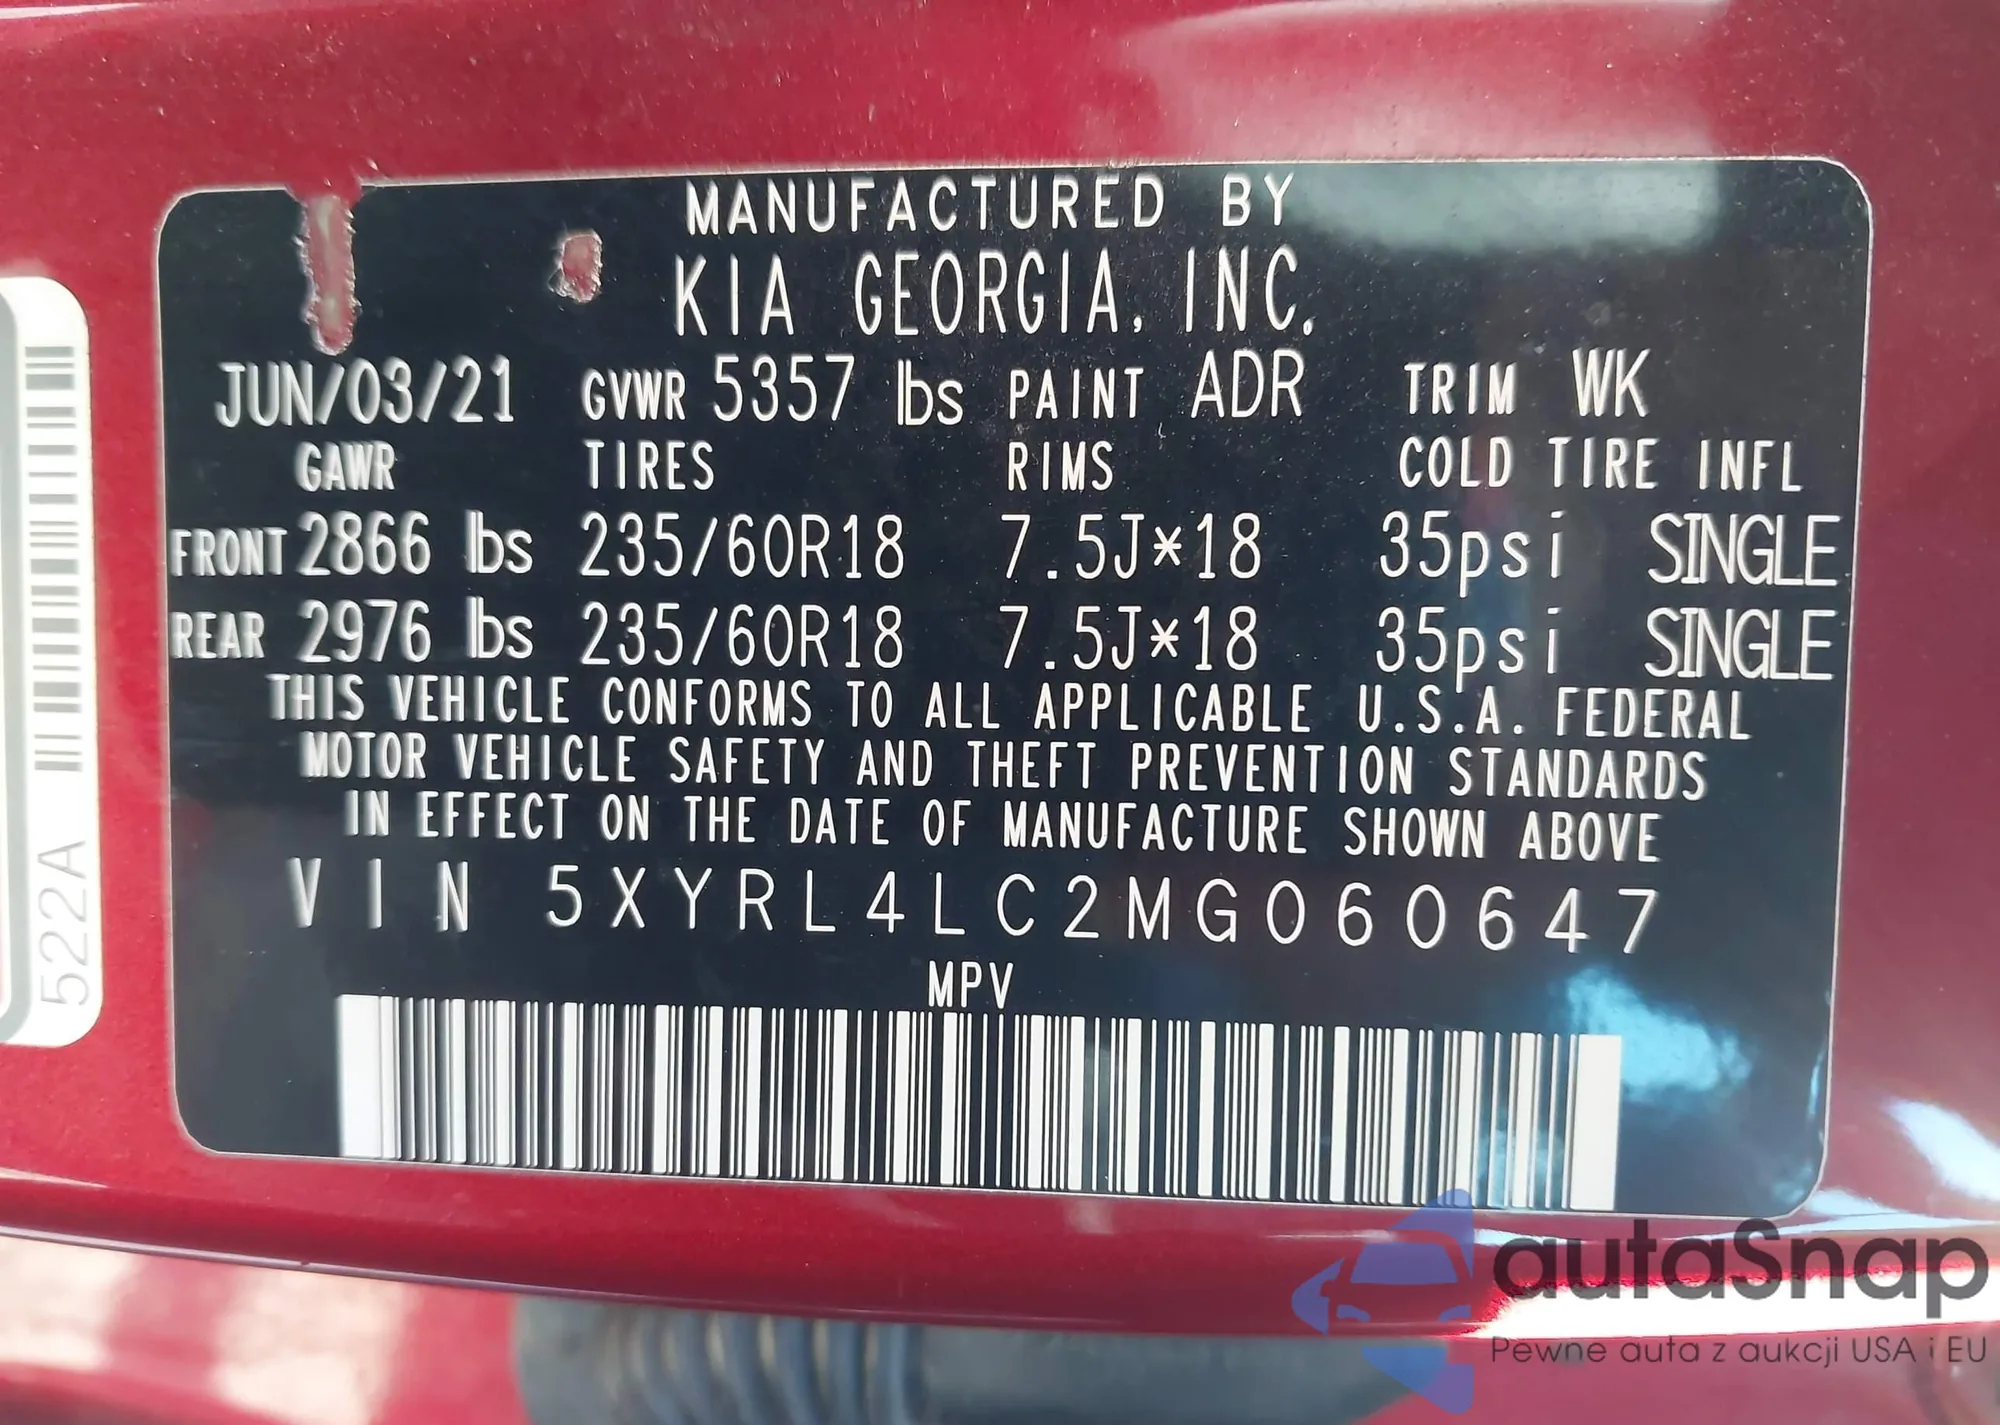 MANUFACTURED BY
KIA GEORGIA, INC.
JUN/03/21 GVWR 5357 lbs PAINT ADR TRIM WK
GAWR TIRES RIMS COLD TIRE INFL
FRONT 2866 lbs 235/60R18 7.5J*18 35psi SINGLE
REAR 2976 lbs 235/60R18 7.5J*18 35psi SINGLE
THIS VEHICLE CONFORMS TO ALL APPLICABLE U.S.A. FEDERAL
MOTOR VEHICLE SAFETY AND THEFT PREVENTION STANDARDS
IN EFFECT ON THE DATE OF MANUFACTURE SHOWN ABOVE
VIN 5XYRL4LC2MG060647
MPV
522A
autaSnap
Pewne auta z aukcji USA i EU